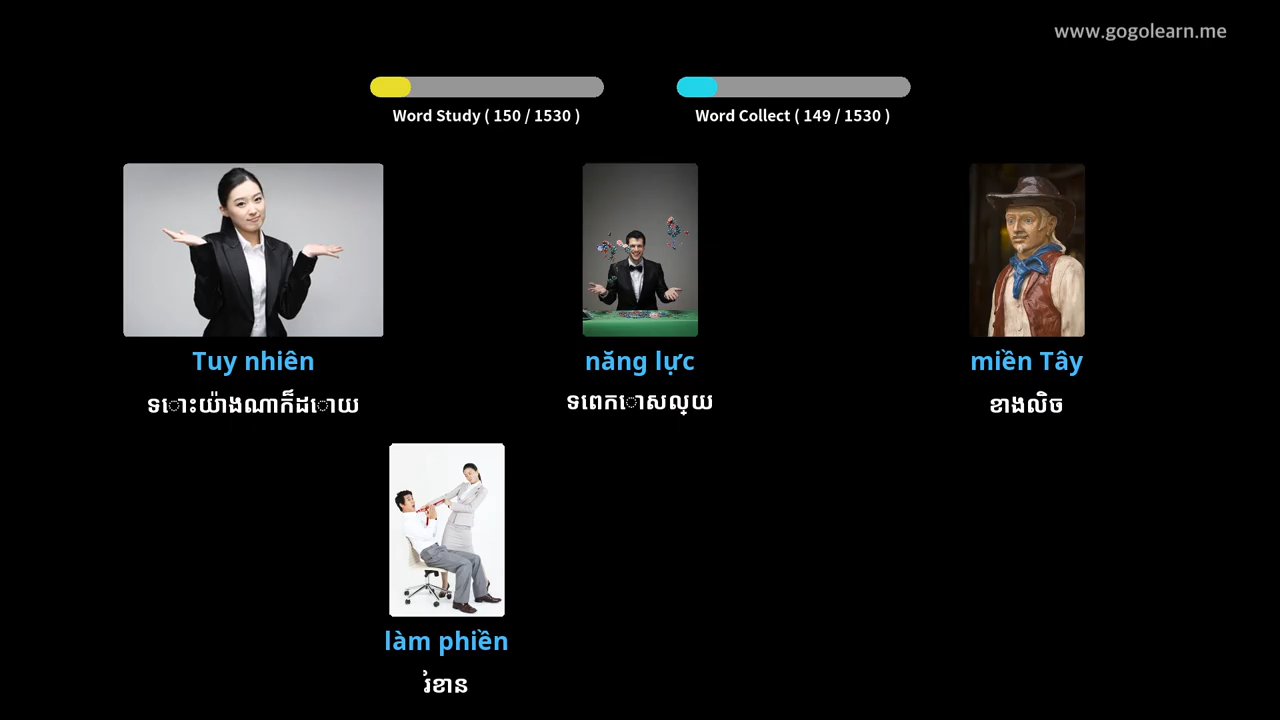 www.gogolearn.me
Word Study ( 150 / 1530 )
Word Collect ( 149 / 1530 )
Tuy nhiên
năng lực
miền Tây
ទោះយ៉ាងណាក៏ដោយ
ទេពកោសល្យ
ខាងលិច
làm phiền
រំខាន